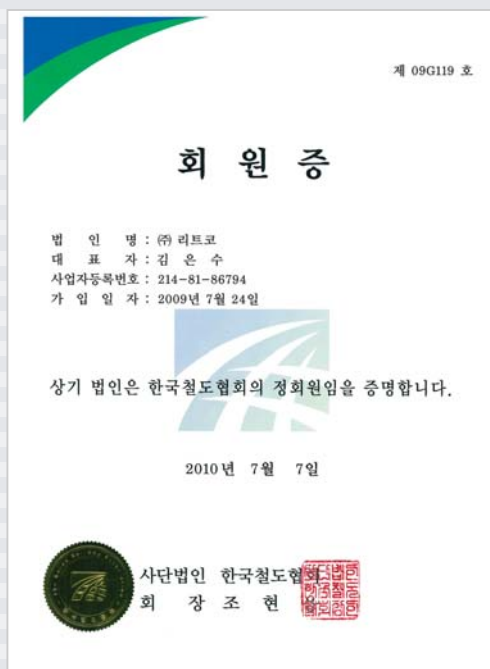 제 09G119 호
회 원 증
법 인 명 : ㈜ 리트코
대 표 자 : 김 은 수
사업자등록번호 : 214-81-86794
가 입 일 자 : 2009년 7월 24일
상기 법인은 한국철도협회의 정회원임을 증명합니다.
2010년 7월 7일
사단법인 한국철도협회
회 장 조 현